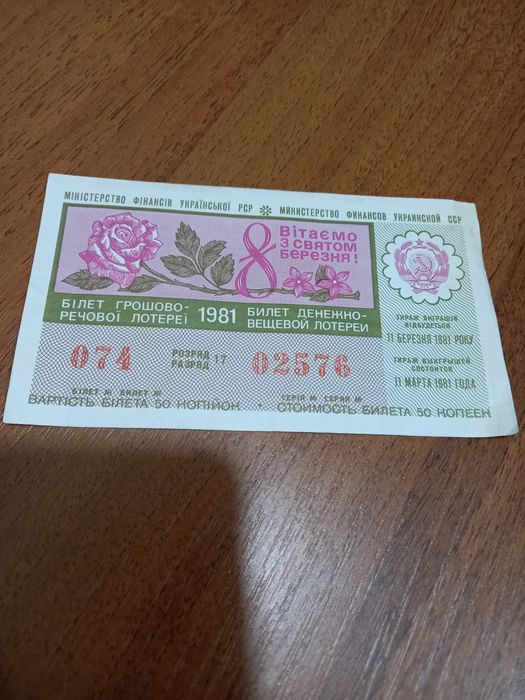 МІНІСТЕРСТВО ФІНАНСІВ УКРАЇНСЬКОЇ РСР ✻ МИНИСТЕРСТВО ФИНАНСОВ УКРАИНСКОЙ ССР
8 Вітаємо
З СВЯТОМ
БЕРЕЗНЯ!
БІЛЕТ ГРОШОВО-
РЕЧОВОЇ ЛОТЕРЕЇ
1981
БИЛЕТ ДЕНЕЖНО-
ВЕЩЕВОЙ ЛОТЕРЕИ
ТИРАЖ ВИГРАШІВ
ВІДБУДЕТЬСЯ
11 БЕРЕЗНЯ 1981 РОКУ
ТИРАЖ ВЫИГРЫШЕЙ
СОСТОИТСЯ
11 МАРТА 1981 ГОДА
074
РОЗРЯД
РАЗРЯД 17
02576
БІЛЕТ № БИЛЕТ №
СЕРІЯ № СЕРИЯ №
ВАРТІСТЬ БІЛЕТА 50 КОПІЙОК · СТОИМОСТЬ БИЛЕТА 50 КОПЕЕК